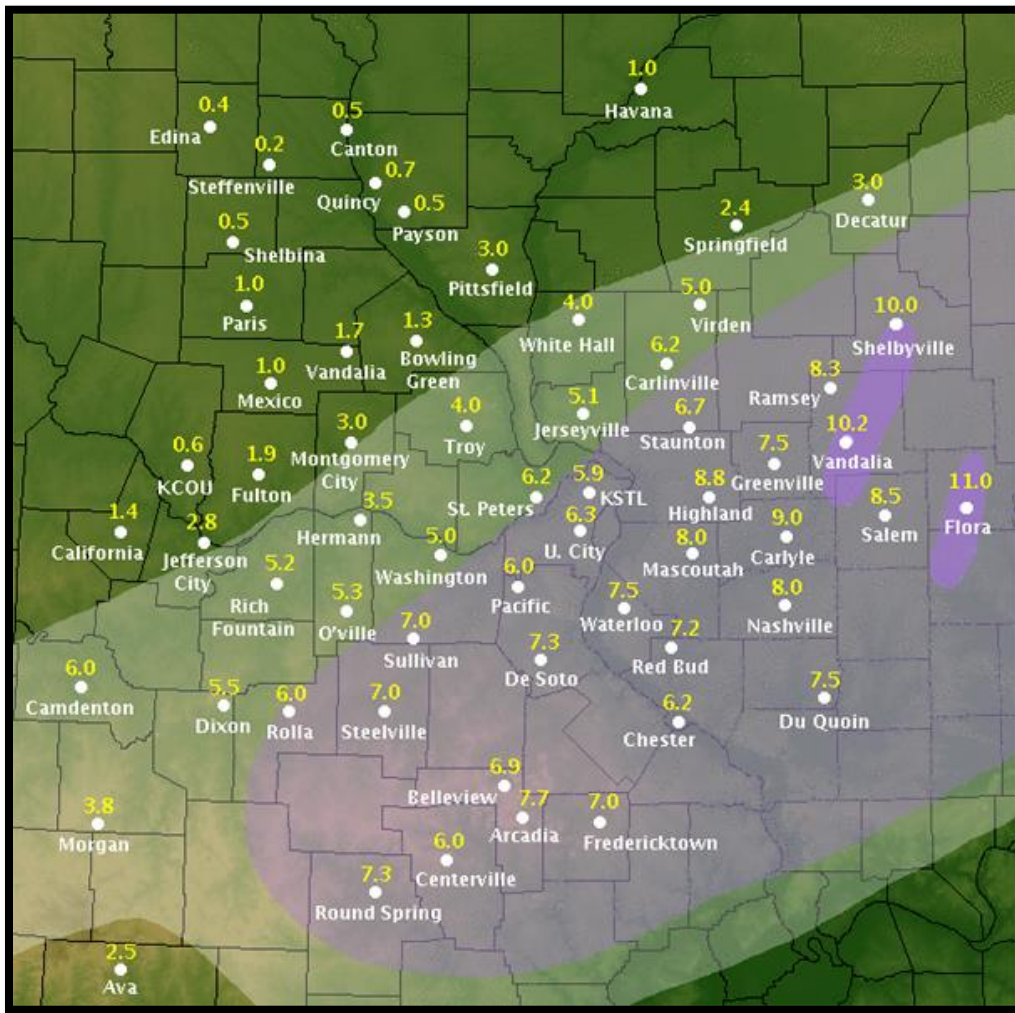 1.0
Havana
0.4
Edina
0.5
Canton
0.2
Steffenville
0.7
Quincy
0.5
Payson
3.0
Decatur
2.4
Springfield
0.5
Shelbina
3.0
Pittsfield
1.0
Paris
4.0
White Hall
5.0
Virden
10.0
Shelbyville
1.7
Vandalia
1.3
Bowling
Green
6.2
Carlinville
8.3
Ramsey
1.0
Mexico
5.1
Jerseyville
6.7
Staunton
4.0
Troy
3.0
Montgomery
City
10.2
Vandalia
0.6
KCOU
1.9
Fulton
7.5
Greenville
6.2
St. Peters
5.9
KSTL
8.8
Highland
8.5
Salem
11.0
Flora
1.4
California
2.8
Jefferson
City
3.5
Hermann
6.3
U. City
9.0
Carlyle
5.0
Washington
8.0
Mascoutah
5.2
Rich
Fountain
6.0
Pacific
5.3
O'ville
7.5
Waterloo
8.0
Nashville
7.0
Sullivan
7.3
De Soto
7.2
Red Bud
6.0
Camdenton
5.5
Dixon
6.0
Rolla
7.0
Steelville
6.2
Chester
7.5
Du Quoin
6.9
Belleview
3.8
Morgan
7.7
Arcadia
7.0
Fredericktown
6.0
Centerville
7.3
Round Spring
2.5
Ava